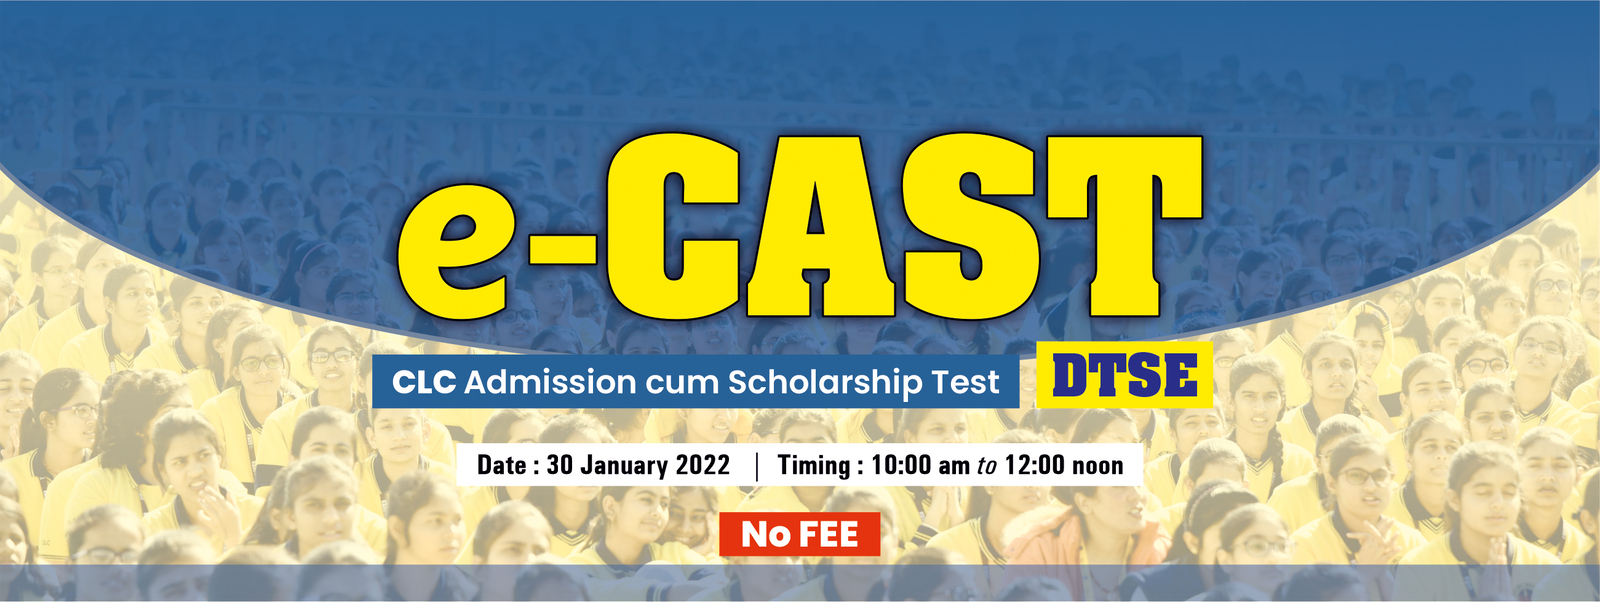 e-CAST
CLC Admission cum Scholarship Test DTSE
Date : 30 January 2022 | Timing : 10:00 am to 12:00 noon
No FEE